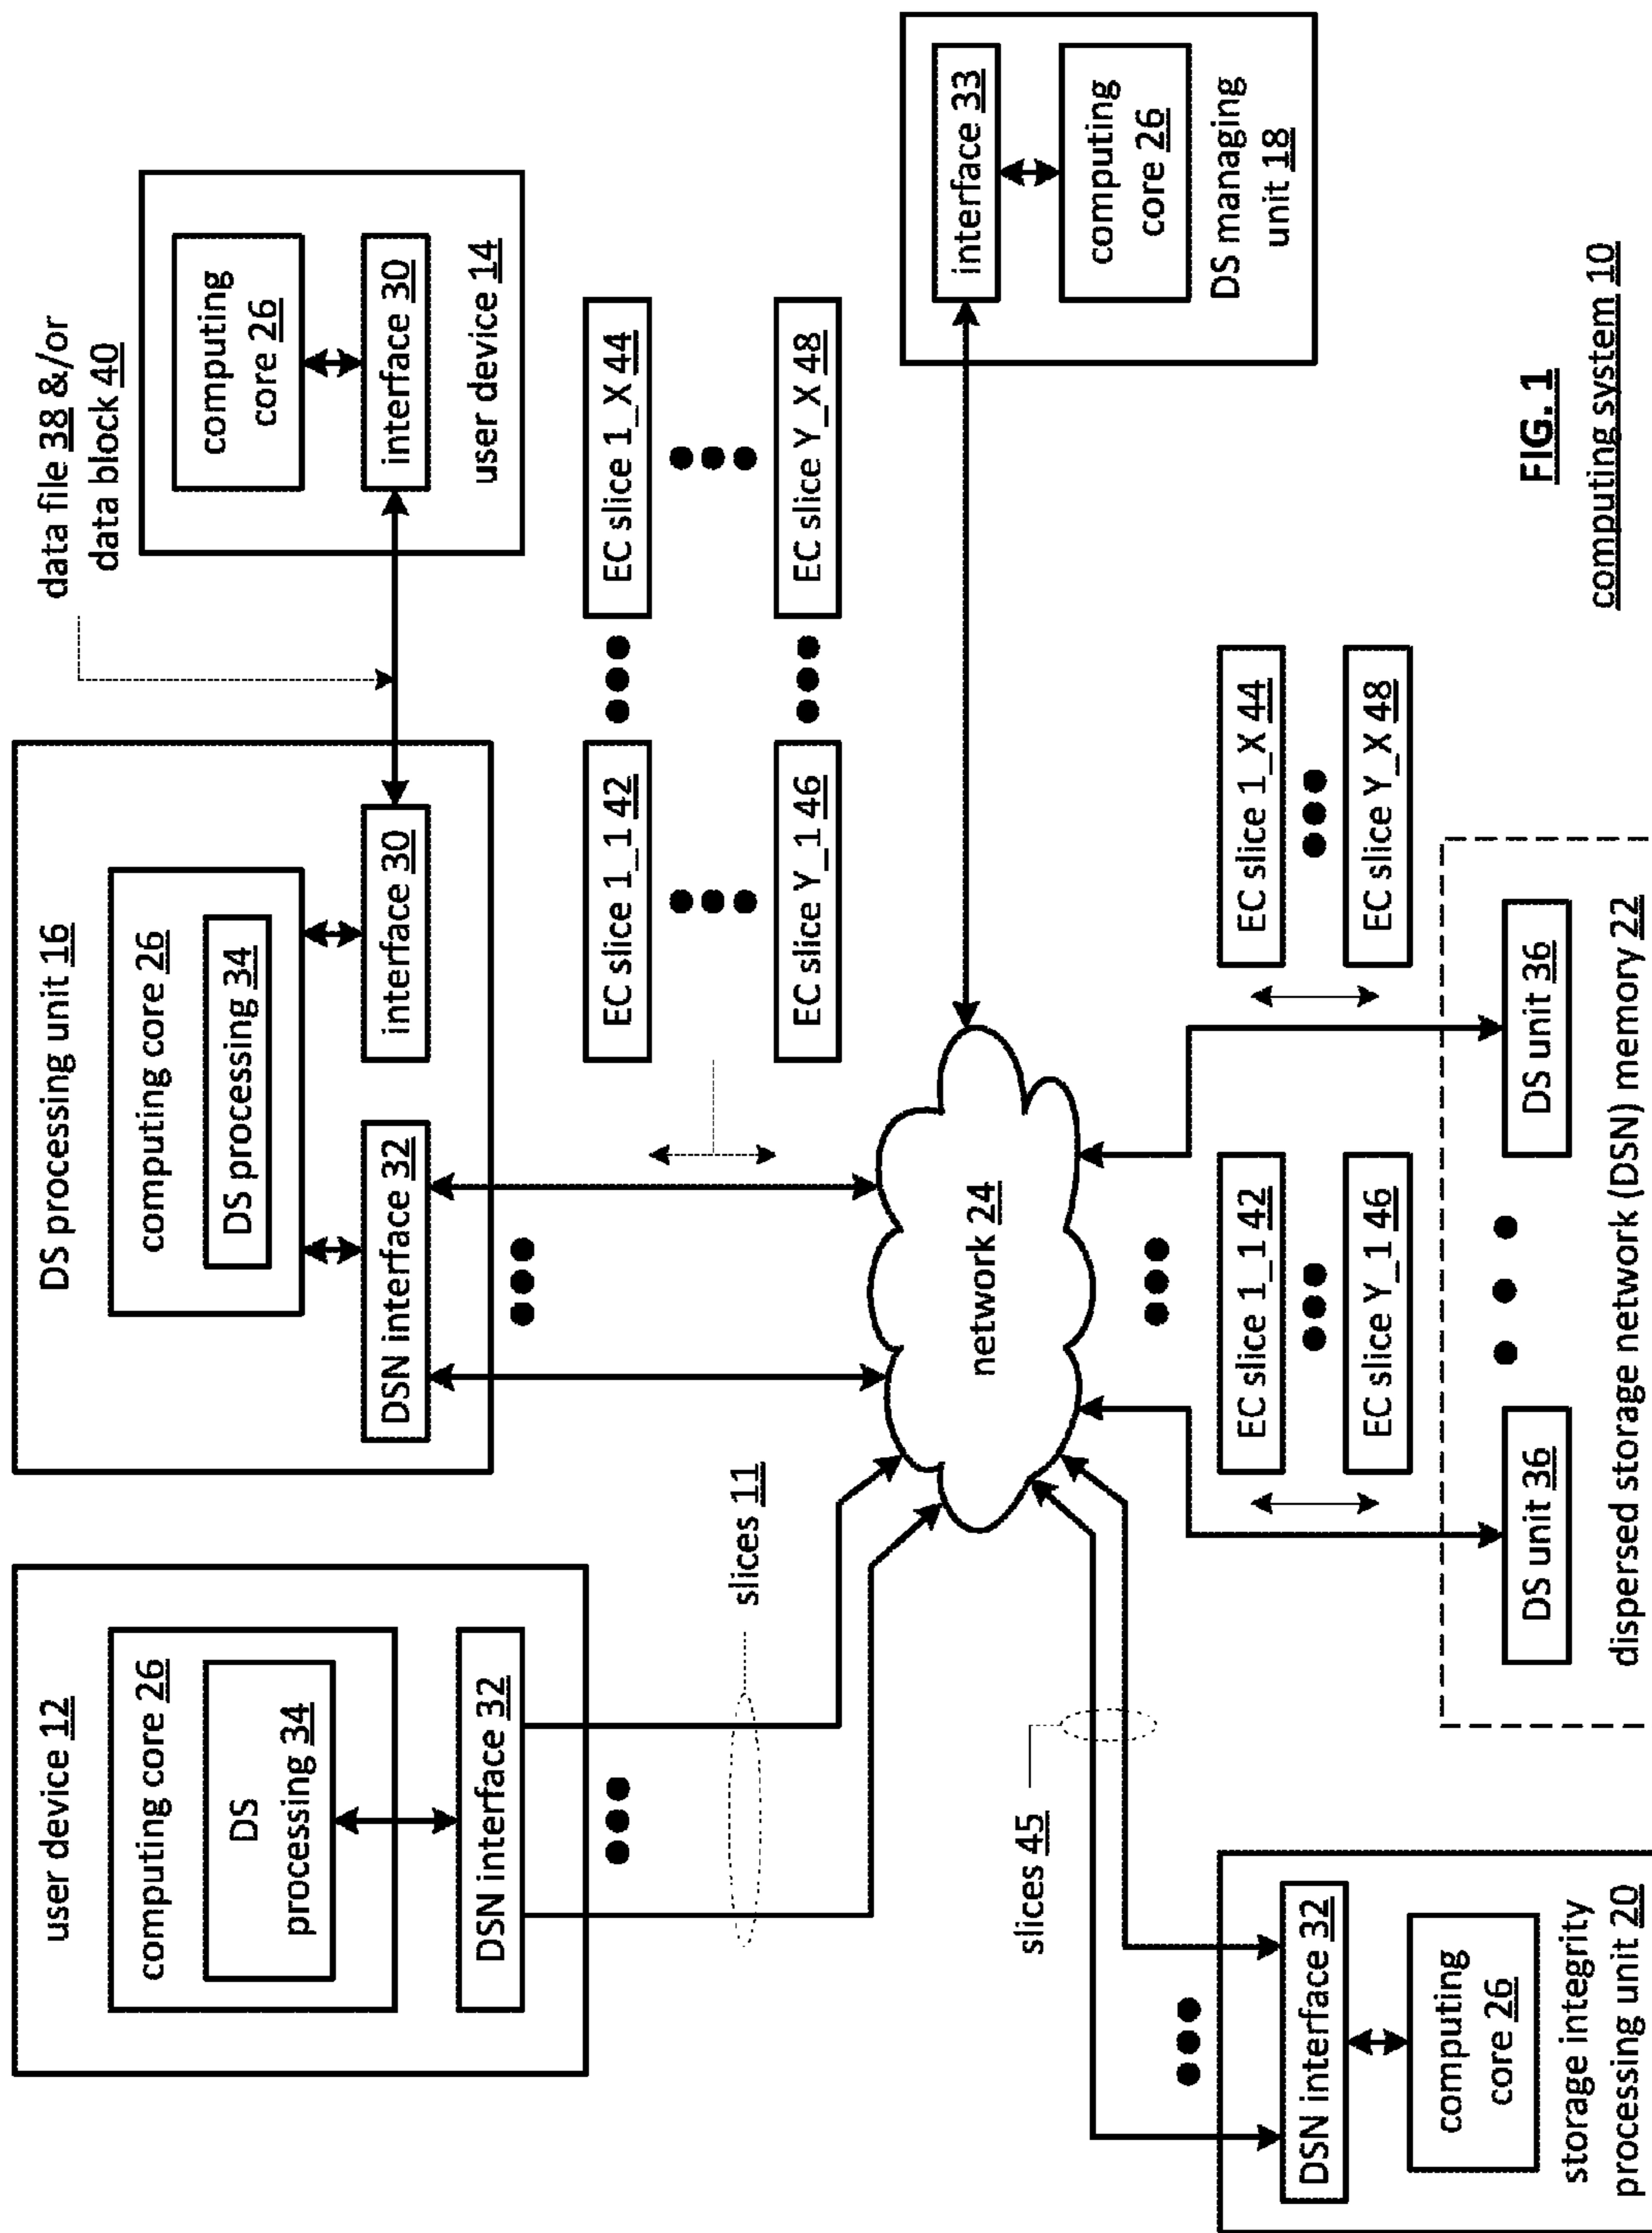 user device 12
computing core 26
DS
processing 34
DSN interface 32
slices 11
DS processing unit 16
computing core 26
DS processing 34
DSN interface 32
interface 30
data file 38 &/or
data block 40
computing
core 26
interface 30
user device 14
EC slice 1_1 42
EC slice 1_X 44
EC slice Y_1 46
EC slice Y_X 48
network 24
interface 33
computing
core 26
DS managing
unit 18
slices 45
DSN interface 32
computing
core 26
storage integrity
processing unit 20
EC slice 1_1 42
EC slice Y_1 46
EC slice 1_X 44
EC slice Y_X 48
DS unit 36
DS unit 36
dispersed storage network (DSN) memory 22
FIG. 1
computing system 10